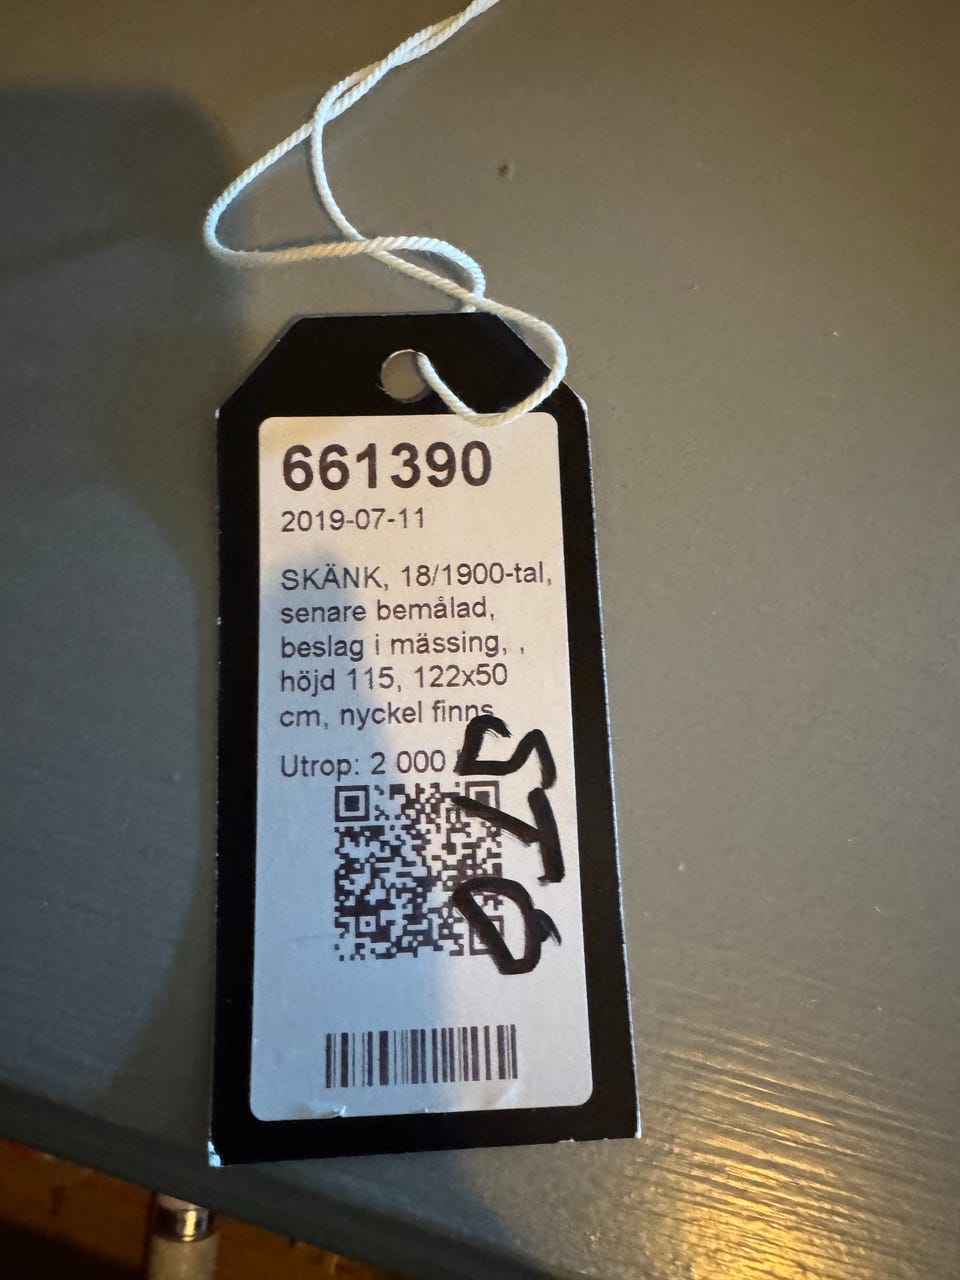 661390
2019-07-11
SKÄNK, 18/1900-tal,
senare bemålad,
beslag i mässing, ,
höjd 115, 122x50
cm, nyckel finns
Utrop: 2 000